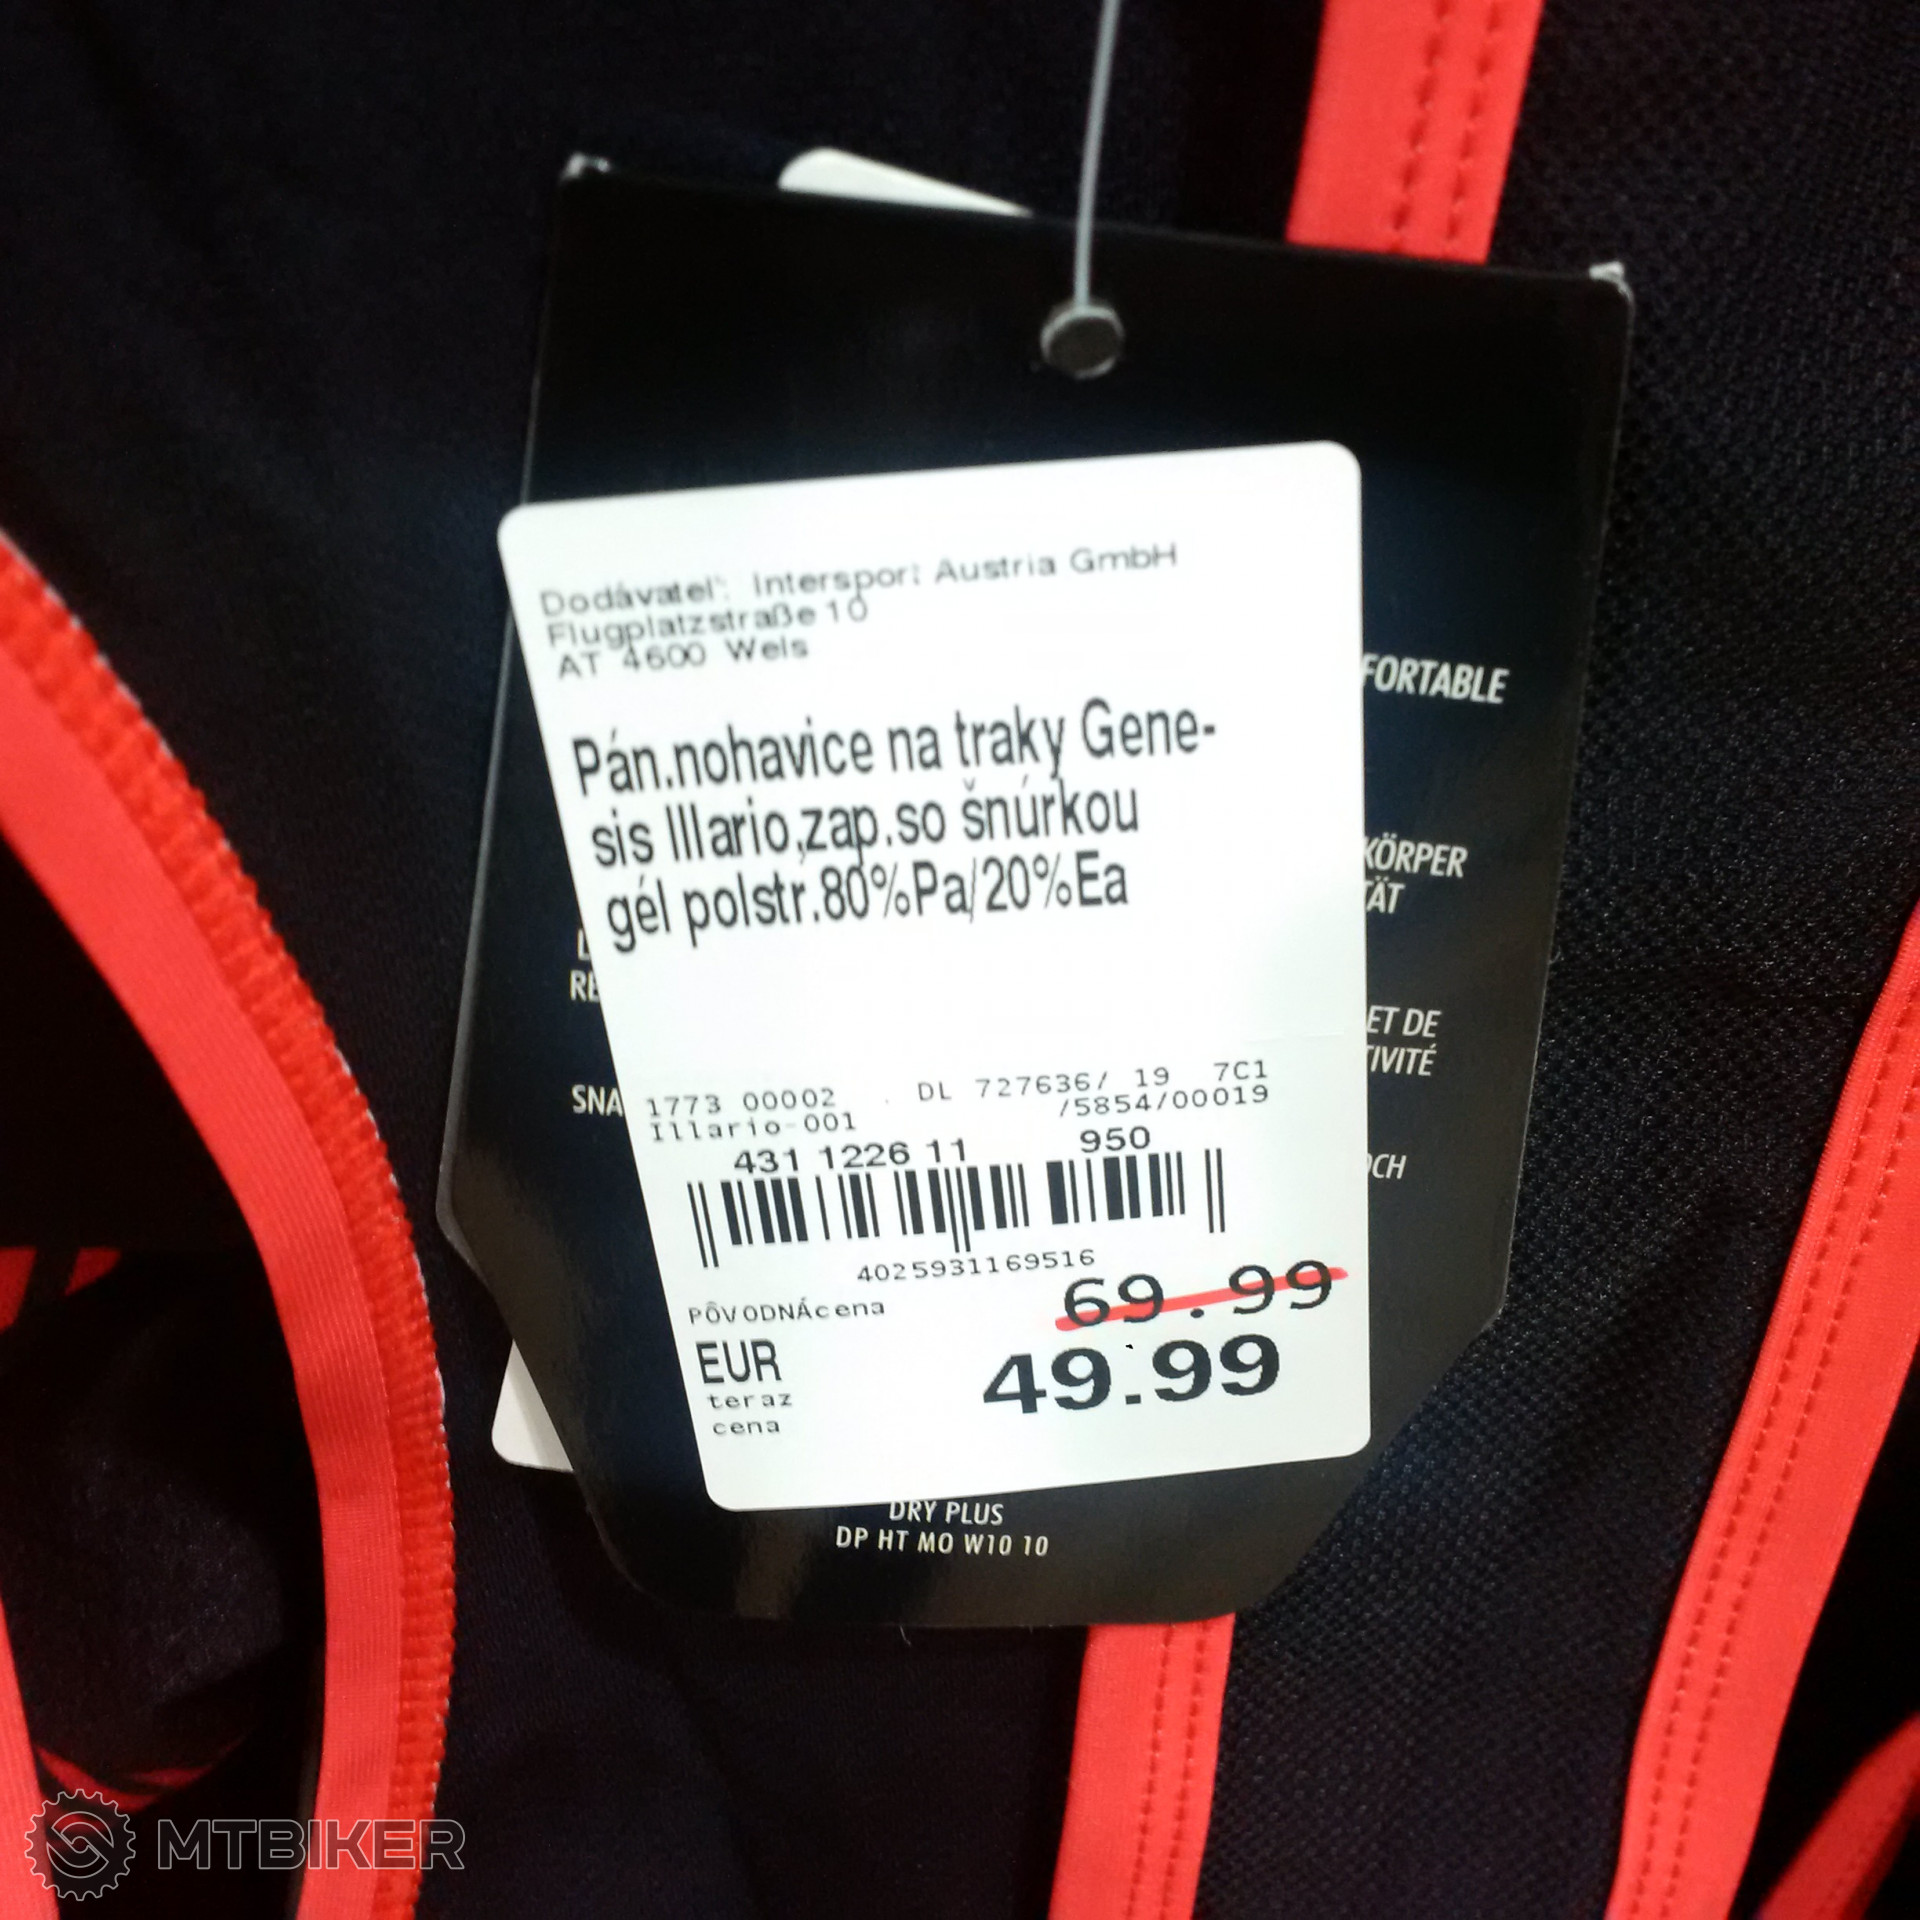 Dodávateľ: Intersport Austria GmbH
Flugplatzstraße 10
AT 4600 Wels
Pán.nohavice na traky Gene-
sis Illario,zap.so šnúrkou
gél polstr.80%Pa/20%Ea
1773 00002 . DL 727636/ 19 7C1
Illario-001 /5854/00019
431 1226 11 950
4025931169516
PÔVODNÁcena 69.99
EUR 49.99
teraz
cena
FORTABLE
KÖRPER
TÄT
RE
ET DE
TIVITÉ
SNA
OCH
DRY PLUS
DP HT MO W10 10
MTBIKER